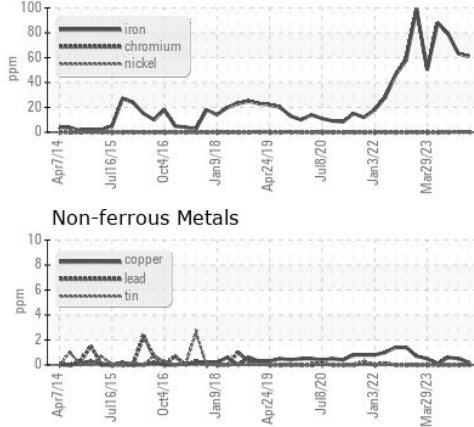 100
80
60
40
20
0
ppm
iron
chromium
nickel
Apr7/14
Jul16/15
Oct4/16
Jan9/18
Apr24/19
Jul8/20
Jan3/22
Mar29/23
Non-ferrous Metals
10
8
6
4
2
0
ppm
copper
lead
tin
Apr7/14
Jul16/15
Oct4/16
Jan9/18
Apr24/19
Jul8/20
Jan3/22
Mar29/23